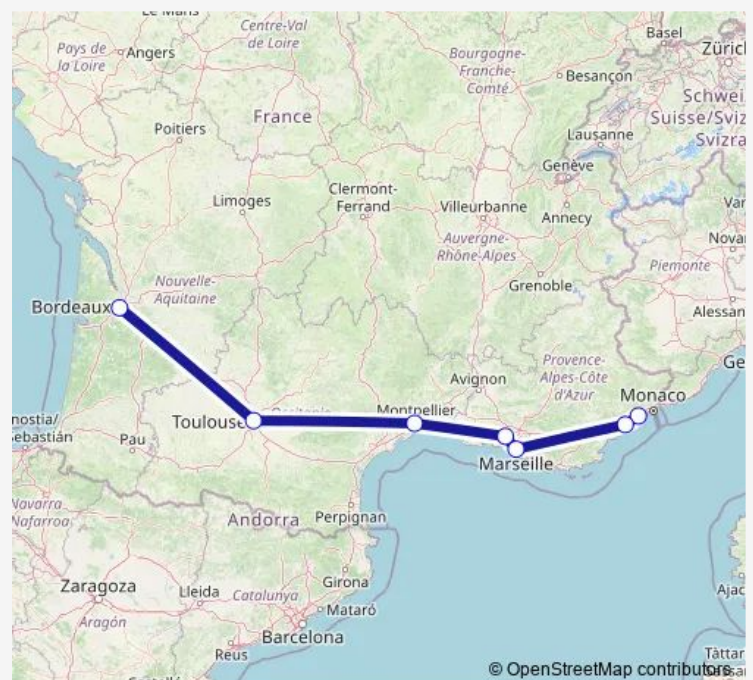 Le Mans
Centre-Val
de Loire
Basel
Pays de
la Loire
Angers
Bourgogne-
Franche-
Comté
Besançon
Schwei
Suisse/Sviz
Svizra
France
Poitiers
Lausanne
Genève
Limoges
Clermont-
Ferrand
Villeurbanne
Annecy
Auvergne-
Rhône-Alpes
Piemonte
Nouvelle-
Aquitaine
Grenoble
Alessan
Bordeaux
Provence-
Alpes-Côte
d'Azur
Avignon
Monaco
Toulouse
Occitanie
Montpellier
nostia/
ebastián
Pau
Marseille
Navarra
Nafarroa
Andorra
Perpignan
Zaragoza
Lleida
Catalunya
Girona
Aragón
Mataró
Barcelona
Reus
© OpenStreetMap contributors